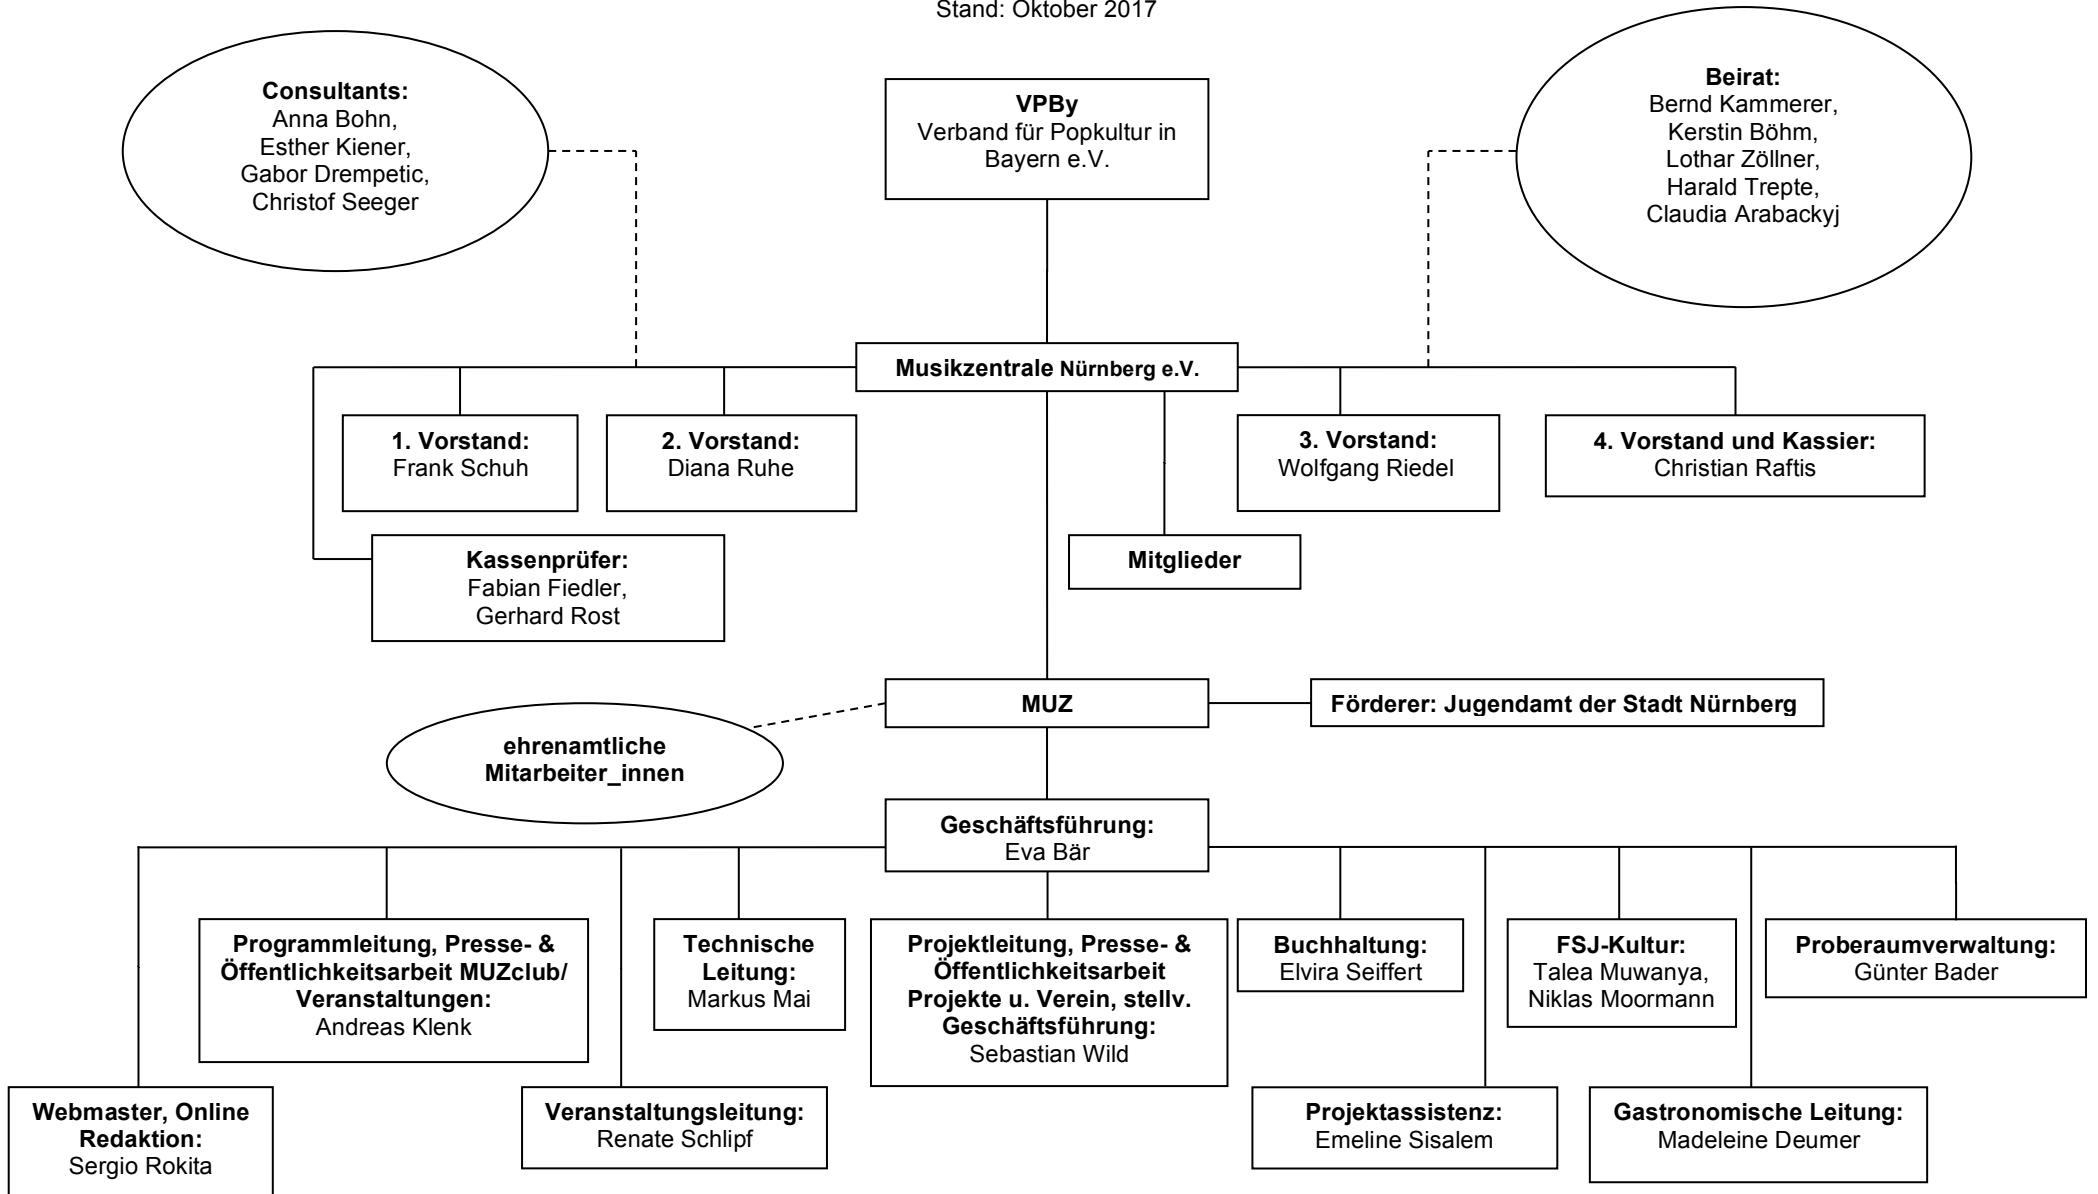 Stand: Oktober 2017
Consultants:
Anna Bohn,
Esther Kiener,
Gabor Drempetic,
Christof Seeger
VPBy
Verband für Popkultur in
Bayern e.V.
Beirat:
Bernd Kammerer,
Kerstin Böhm,
Lothar Zöllner,
Harald Trepte,
Claudia Arabackyj
Musikzentrale Nürnberg e.V.
1. Vorstand:
Frank Schuh
2. Vorstand:
Diana Ruhe
3. Vorstand:
Wolfgang Riedel
4. Vorstand und Kassier:
Christian Raftis
Kassenprüfer:
Fabian Fiedler,
Gerhard Rost
Mitglieder
MUZ
Förderer: Jugendamt der Stadt Nürnberg
ehrenamtliche
Mitarbeiter_innen
Geschäftsführung:
Eva Bär
Programmleitung, Presse- &
Öffentlichkeitsarbeit MUZclub/
Veranstaltungen:
Andreas Klenk
Technische
Leitung:
Markus Mai
Projektleitung, Presse- &
Öffentlichkeitsarbeit
Projekte u. Verein, stellv.
Geschäftsführung:
Sebastian Wild
Buchhaltung:
Elvira Seiffert
FSJ-Kultur:
Talea Muwanya,
Niklas Moormann
Proberaumverwaltung:
Günter Bader
Webmaster, Online
Redaktion:
Sergio Rokita
Veranstaltungsleitung:
Renate Schlipf
Projektassistenz:
Emeline Sisalem
Gastronomische Leitung:
Madeleine Deumer